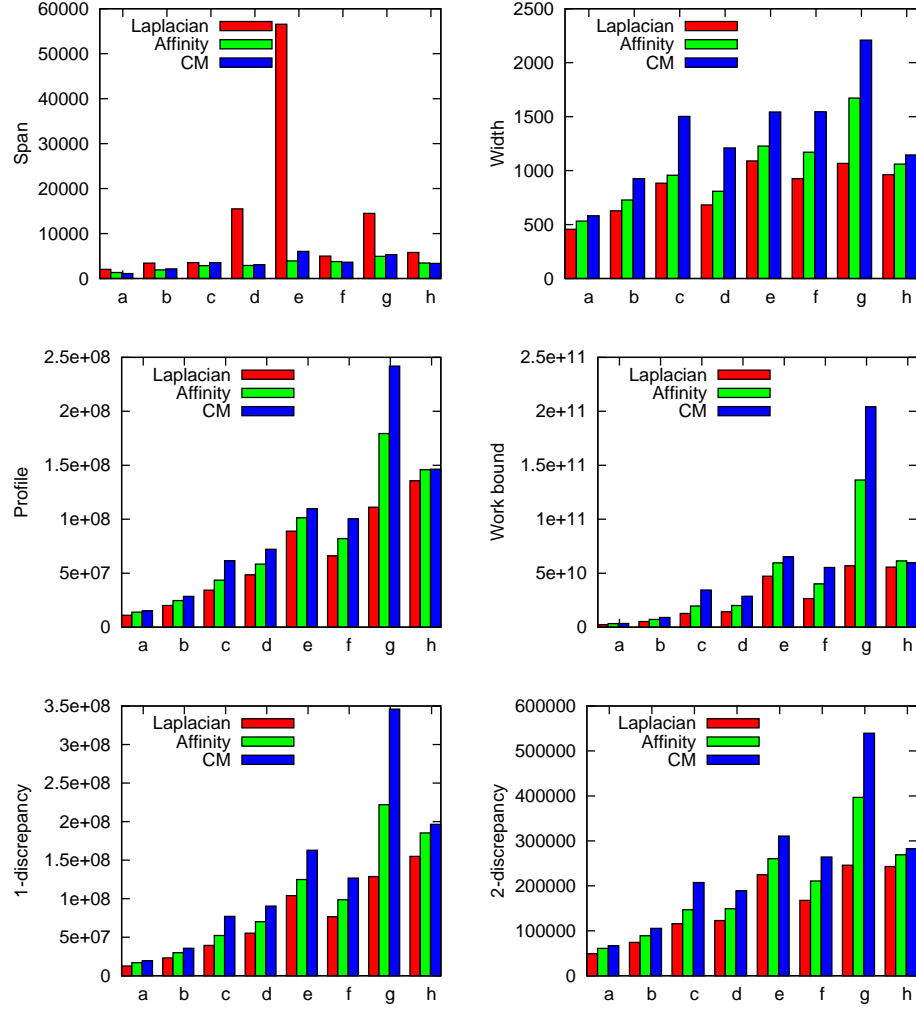 60000
50000
40000
30000
20000
10000
0
Span
Laplacian
Affinity
CM
a b c d e f g h
2500
2000
1500
1000
500
0
Width
Laplacian
Affinity
CM
a b c d e f g h
2.5e+08
2e+08
1.5e+08
1e+08
5e+07
0
Profile
Laplacian
Affinity
CM
a b c d e f g h
2.5e+11
2e+11
1.5e+11
1e+11
5e+10
0
Work bound
Laplacian
Affinity
CM
a b c d e f g h
3.5e+08
3e+08
2.5e+08
2e+08
1.5e+08
1e+08
5e+07
0
1-discrepancy
Laplacian
Affinity
CM
a b c d e f g h
600000
500000
400000
300000
200000
100000
0
2-discrepancy
Laplacian
Affinity
CM
a b c d e f g h